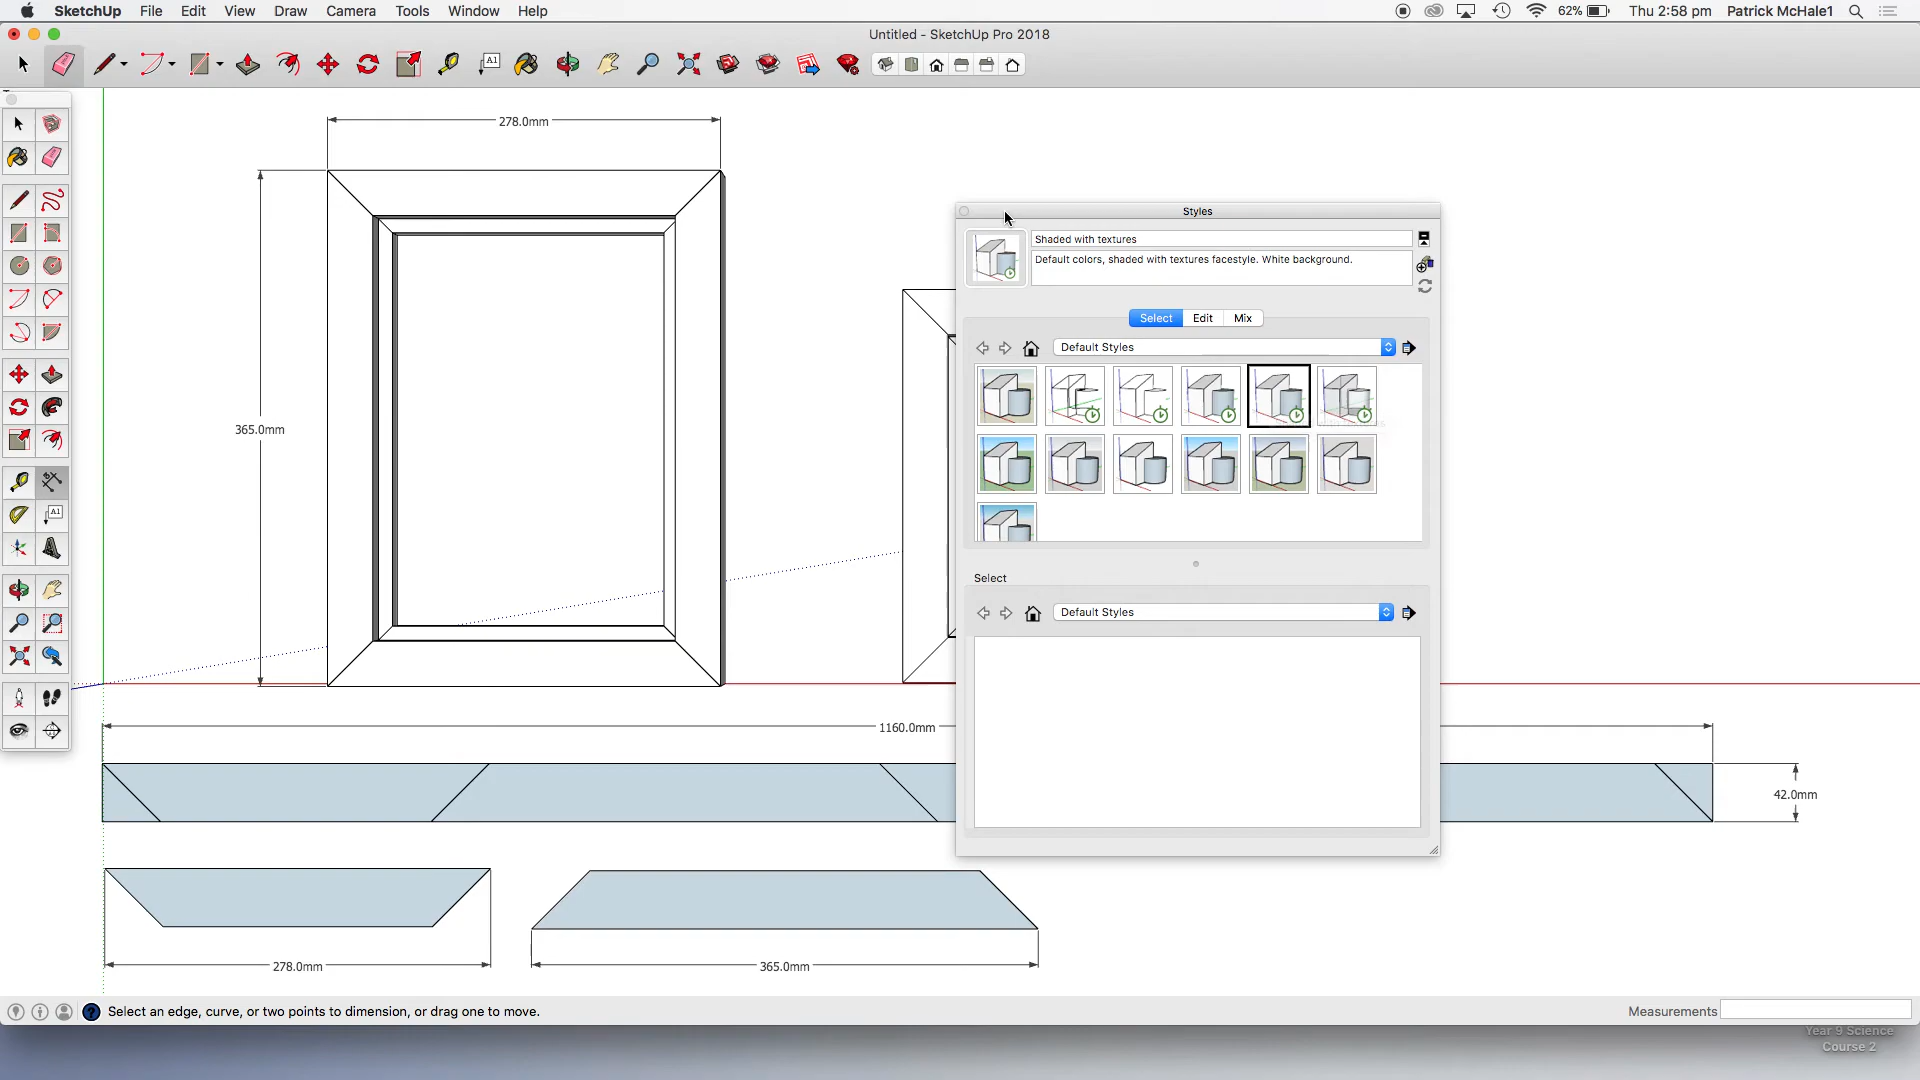 SketchUp File Edit View Draw Camera Tools Window Help
62% Thu 2:58 pm Patrick McHale1
Untitled - SketchUp Pro 2018
A1
278.0mm
365.0mm
A1
Styles
Shaded with textures
Default colors, shaded with textures facestyle. White background.
Select Edit Mix
Default Styles
Select
Default Styles
1160.0mm
42.0mm
278.0mm
365.0mm
Select an edge, curve, or two points to dimension, or drag one to move.
Measurements
Year 9 Science
Course 2